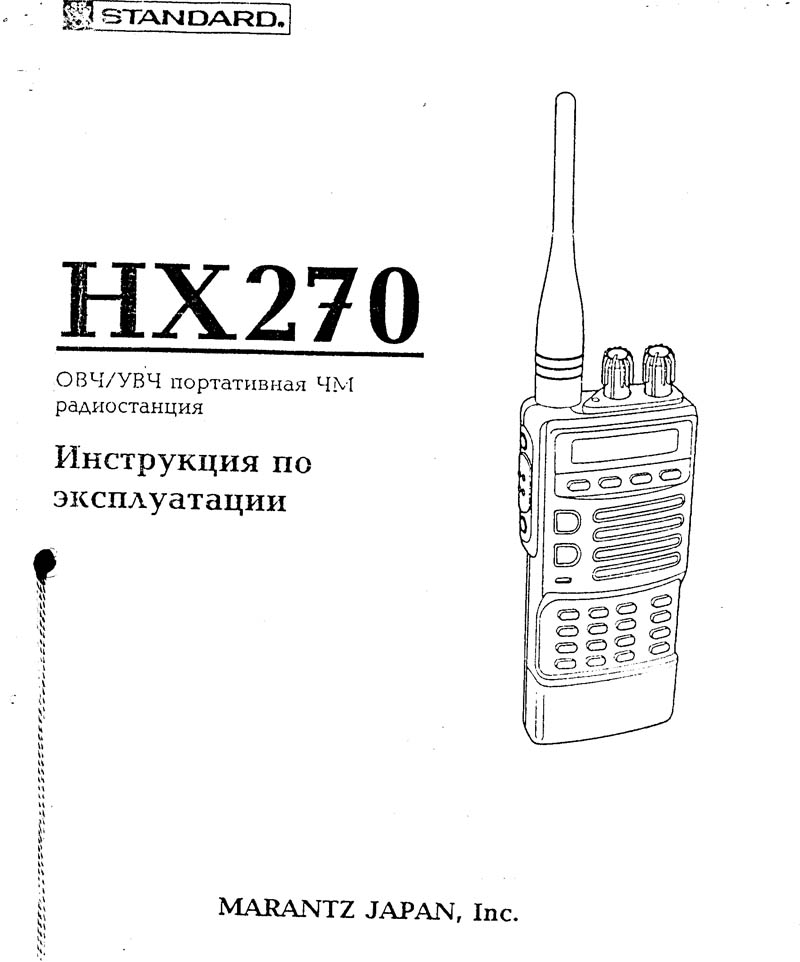 STANDARD.
HX270
ОВЧ/УВЧ портативная ЧМ
радиостанция
Инструкция по
эксплуатации
MARANTZ JAPAN, Inc.